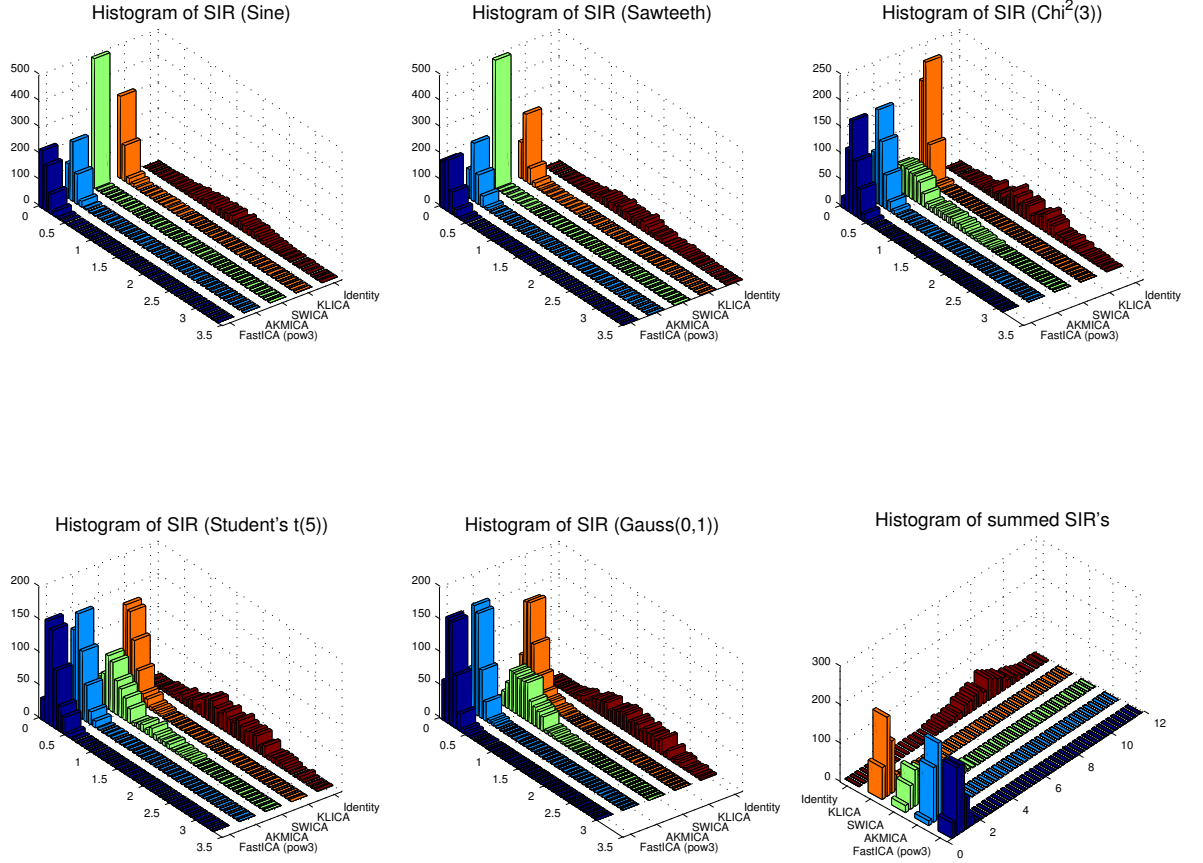 Histogram of SIR (Sine)
500
400
300
200
100
0
0
0.5
1
1.5
2
2.5
3
3.5
Identity
KLICA
SWICA
AKMICA
FastICA (pow3)
Histogram of SIR (Sawteeth)
500
400
300
200
100
0
0
0.5
1
1.5
2
2.5
3
3.5
Identity
KLICA
SWICA
AKMICA
FastICA (pow3)
Histogram of SIR (Chi²(3))
250
200
150
100
50
0
0
0.5
1
1.5
2
2.5
3
3.5
Identity
KLICA
SWICA
AKMICA
FastICA (pow3)
Histogram of SIR (Student's t(5))
200
150
100
50
0
0
0.5
1
1.5
2
2.5
3
3.5
Identity
KLICA
SWICA
AKMICA
FastICA (pow3)
Histogram of SIR (Gauss(0,1))
200
150
100
50
0
0
0.5
1
1.5
2
2.5
3
3.5
Identity
KLICA
SWICA
AKMICA
FastICA (pow3)
Histogram of summed SIR's
300
200
100
0
Identity
KLICA
SWICA
AKMICA
FastICA (pow3)
0
2
4
6
8
10
12